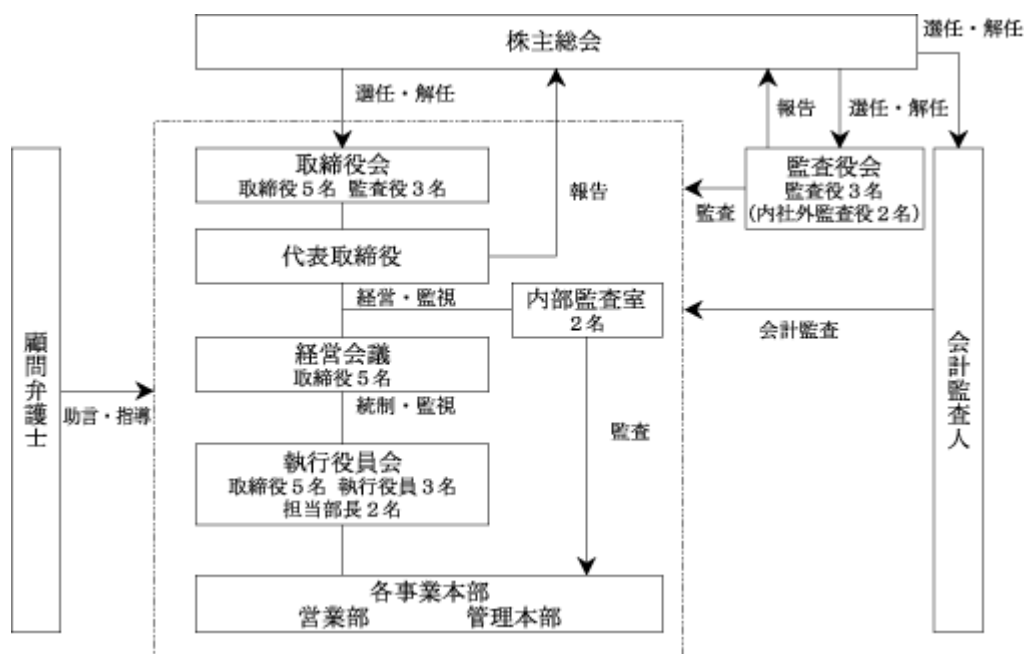 株主総会
選任・解任
選任・解任
報告
選任・解任
取締役会
取締役5名 監査役3名
監査役会
監査役3名
(内社外監査役2名)
監査
報告
代表取締役
経営・監視
内部監査室
2名
会計監査
経営会議
取締役5名
統制・監視
顧問弁護士
助言・指導
会計監査人
監査
執行役員会
取締役5名 執行役員3名
担当部長2名
各事業本部
営業部 管理本部